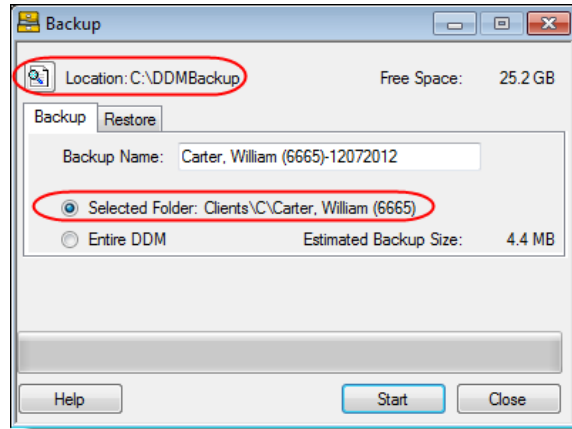 Backup
Location: C:\DDMBackup Free Space: 25.2 GB
Backup Restore
Backup Name: Carter, William (6665)-12072012
Selected Folder: Clients\C\Carter, William (6665)
Entire DDM Estimated Backup Size: 4.4 MB
Help Start Close